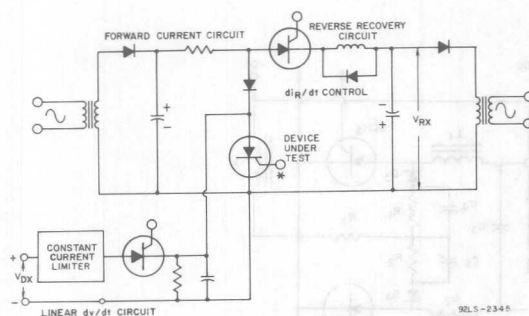 FORWARD CURRENT CIRCUIT
REVERSE RECOVERY
CIRCUIT
diR/dt CONTROL
+
-
-
+
VRX
DEVICE
UNDER
TEST
*
CONSTANT
CURRENT
LIMITER
+
VDX
-
LINEAR dv/dt CIRCUIT
92LS-2345